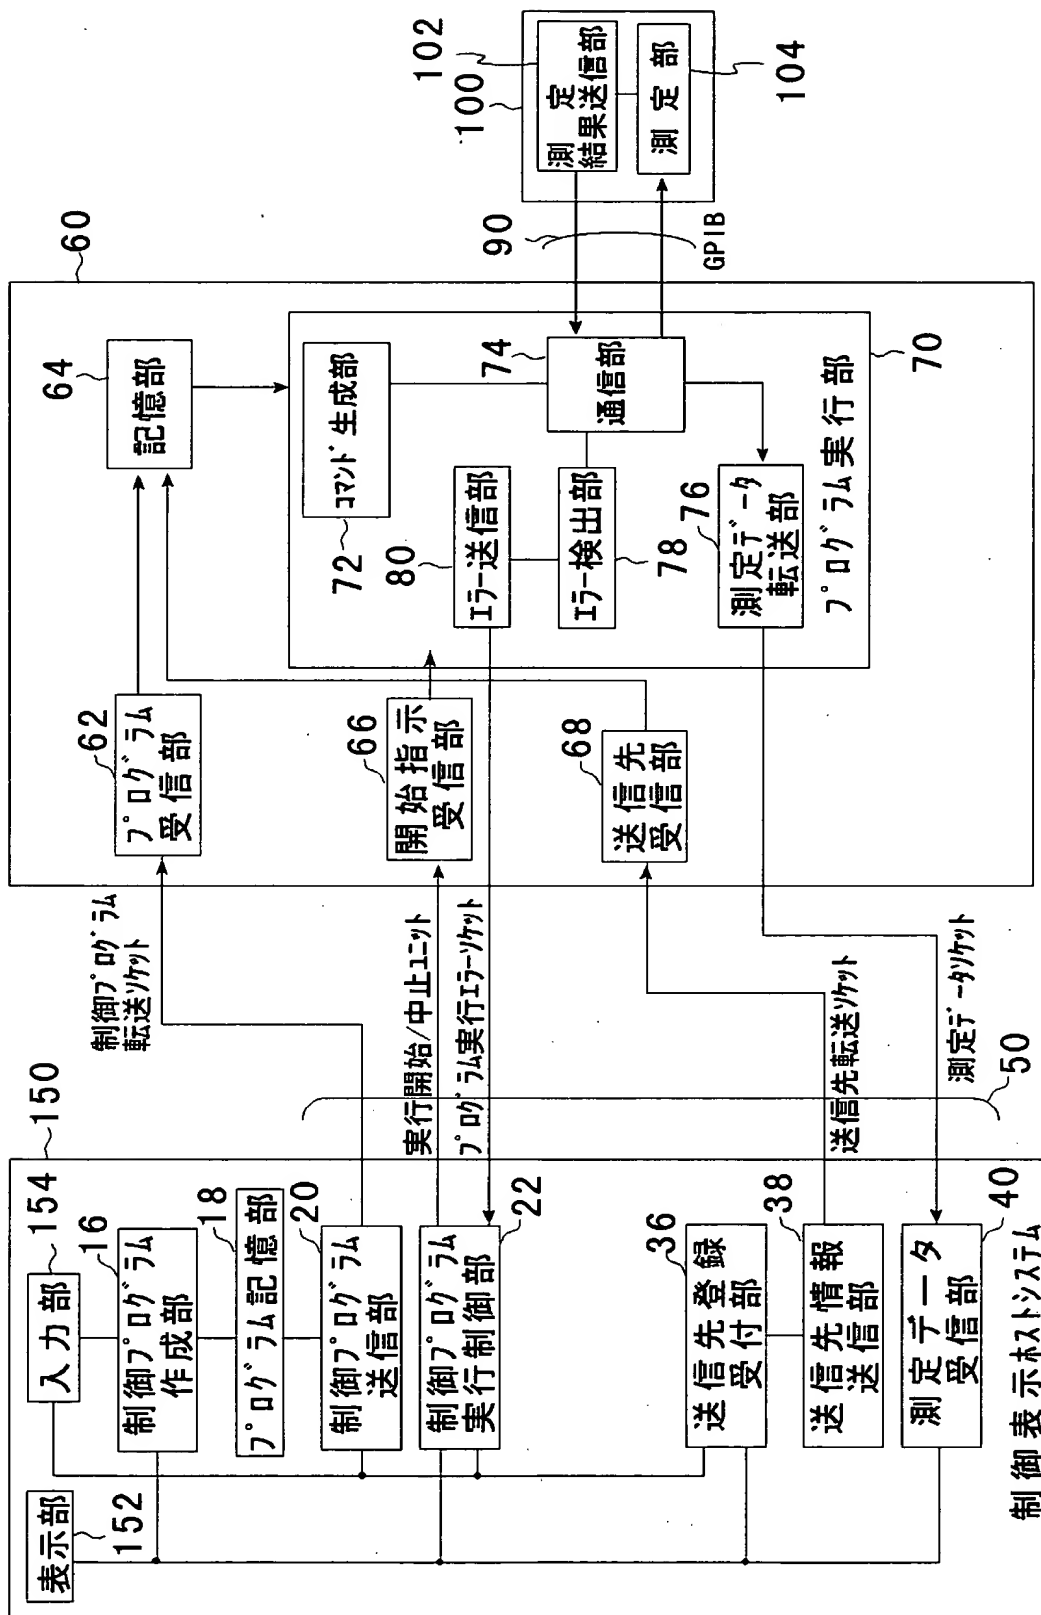 150
表示部
152
入力部
154
制御プログラム
作成部
16
プログラム記憶部
18
制御プログラム
送信部
20
制御プログラム
実行制御部
22
送信先登録
受付部
36
送信先情報
送信部
38
測定データ
受信部
40
制御表示ホストシステム
制御プログラム
転送ソケット
実行開始/中止ユニット
プログラム実行エラーソケット
送信先転送ソケット
測定データソケット
50
60
プログラム
受信部
62
記憶部
64
開始指示
受信部
66
送信先
受信部
68
コマンド生成部
72
エラー送信部
80
エラー検出部
78
通信部
74
測定データ
転送部
76
プログラム実行部
70
90
GPIB
100
測定
結果送信部
102
測定部
104